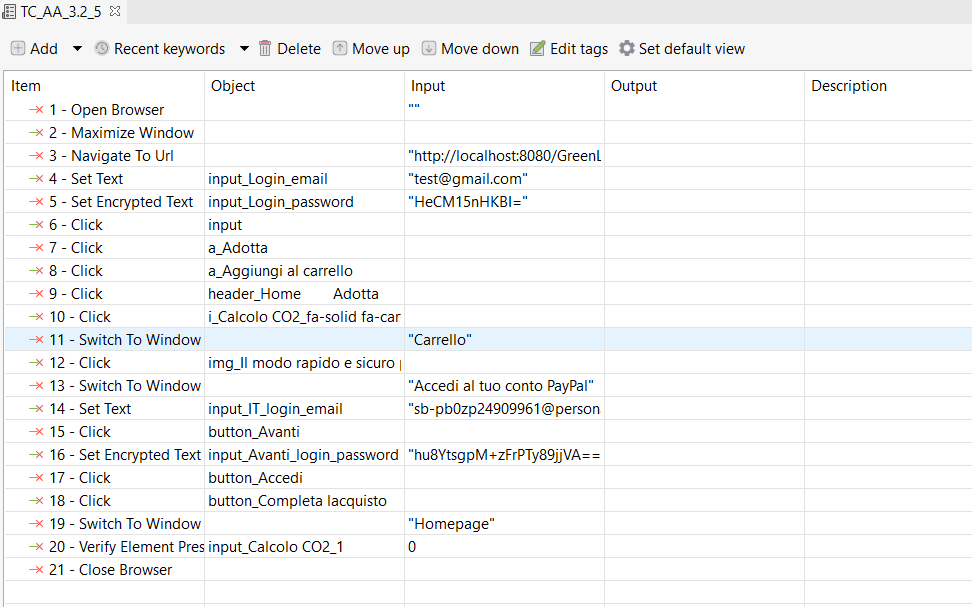 TC_AA_3.2_5
Add Recent keywords Delete Move up Move down Edit tags Set default view
Item Object Input Output Description
1 - Open Browser ""
2 - Maximize Window
3 - Navigate To Url "http://localhost:8080/GreenL
4 - Set Text input_Login_email "test@gmail.com"
5 - Set Encrypted Text input_Login_password "HeCM15nHKBI="
6 - Click input
7 - Click a_Adotta
8 - Click a_Aggiungi al carrello
9 - Click header_Home Adotta
10 - Click i_Calcolo CO2_fa-solid fa-car
11 - Switch To Window "Carrello"
12 - Click img_Il modo rapido e sicuro
13 - Switch To Window "Accedi al tuo conto PayPal"
14 - Set Text input_IT_login_email "sb-pb0zp24909961@person
15 - Click button_Avanti
16 - Set Encrypted Text input_Avanti_login_password "hu8YtsgpM+zFrPTy89jjVA==
17 - Click button_Accedi
18 - Click button_Completa lacquisto
19 - Switch To Window "Homepage"
20 - Verify Element Pres input_Calcolo CO2_1 0
21 - Close Browser